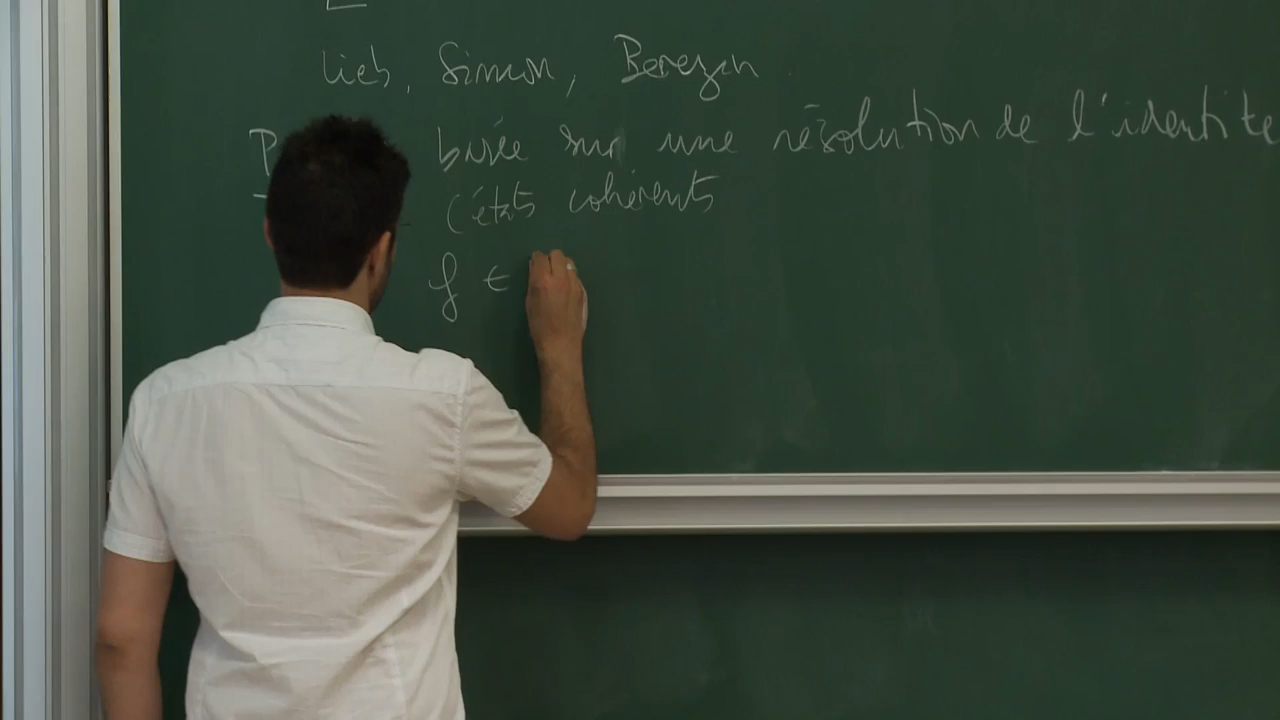 Lieb, Simon, Berezin
P basée sur une résolution de l'identité
(états cohérents
f ∈